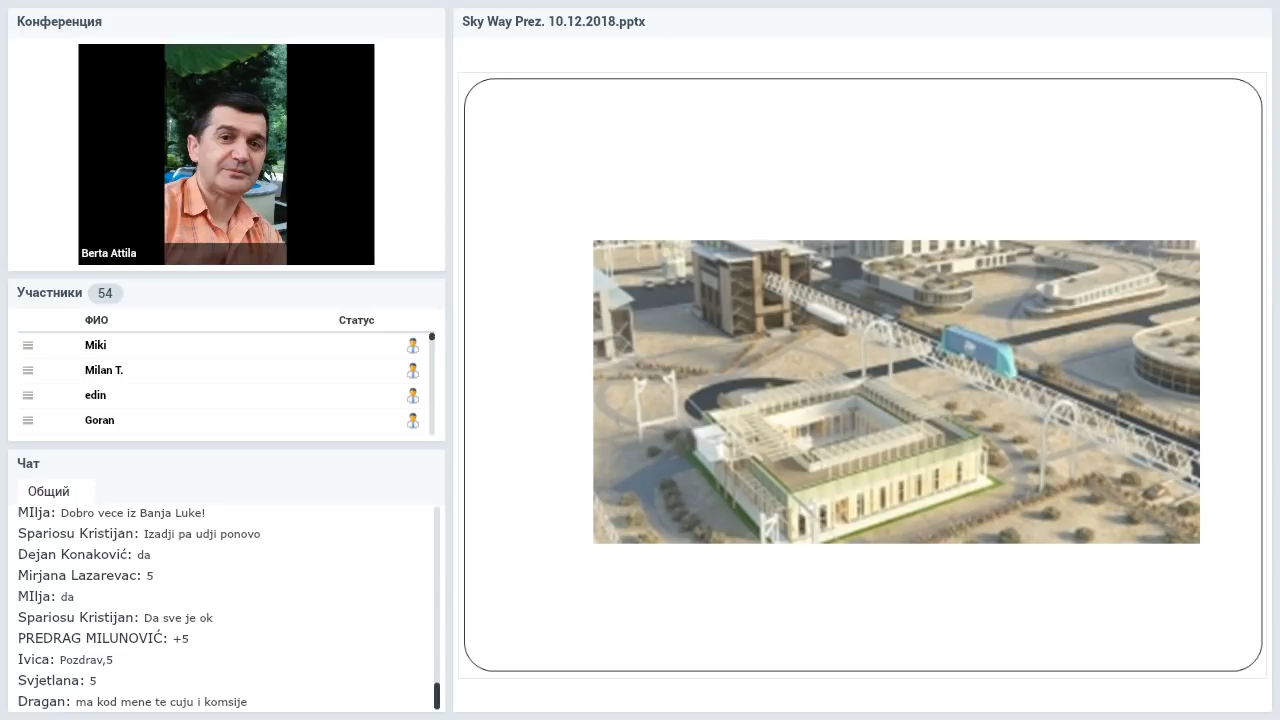 Конференция
Berta Attila
Участники 54
ФИО Статус
Miki
Milan T.
edin
Goran
Чат
Общий
MIlja: Dobro vece iz Banja Luke!
Spariosu Kristijan: Izadji pa udji ponovo
Dejan Konaković: da
Mirjana Lazarevac: 5
MIlja: da
Spariosu Kristijan: Da sve je ok
PREDRAG MILUNOVIĆ: +5
Ivica: Pozdrav,5
Svjetlana: 5
Dragan: ma kod mene te cuju i komsije
Sky Way Prez. 10.12.2018.pptx